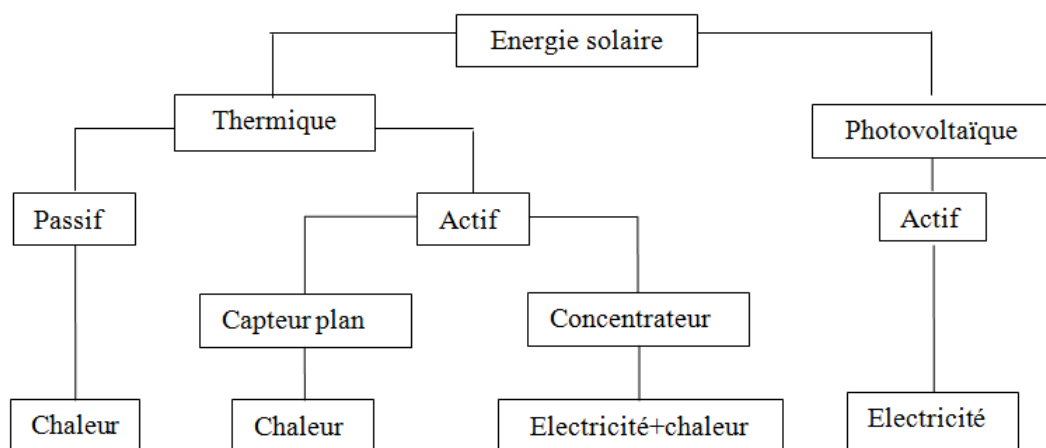 Energie solaire
Thermique
Photovoltaïque
Passif
Actif
Actif
Capteur plan
Concentrateur
Chaleur
Chaleur
Electricité+chaleur
Electricité